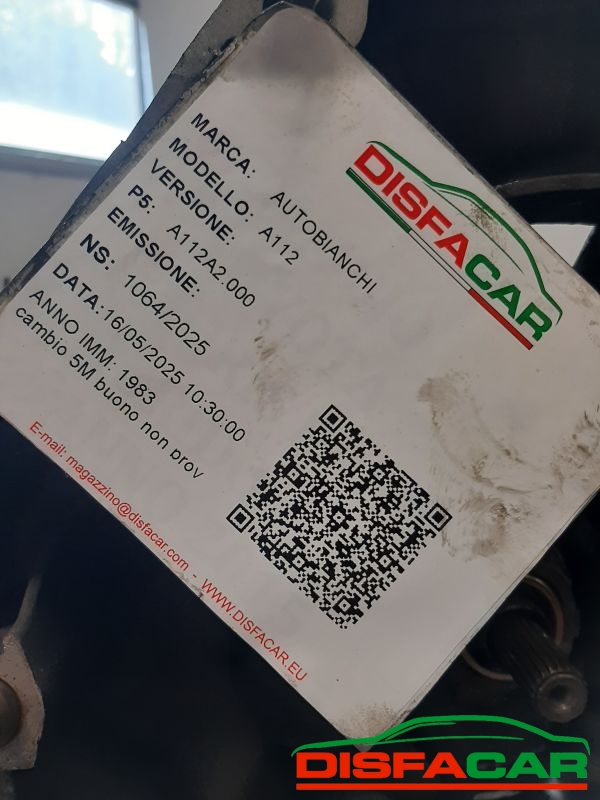 DISFACAR
MARCA: AUTOBIANCHI
MODELLO: A112
VERSIONE:
P5: A112A2.000
EMISSIONE:
NS: 1064/2025
DATA: 16/05/2025 10:30:00
ANNO IMM: 1983
cambio 5M buono non prov
E-mail: magazzino@disfacar.com - WWW.DISFACAR.EU
DISFACAR